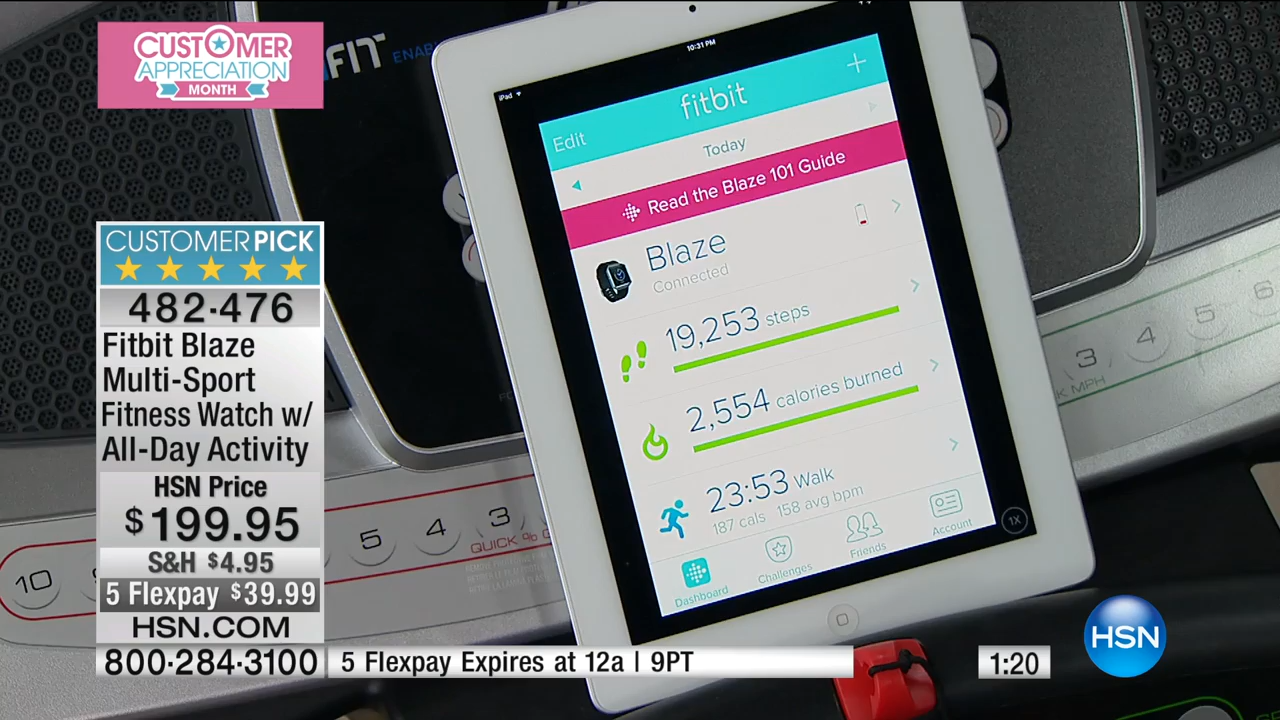 CUSTOMER
APPRECIATION
MONTH
CUSTOMER PICK
482-476
Fitbit Blaze
Multi-Sport
Fitness Watch w/
All-Day Activity
HSN Price
$199.95
S&H $4.95
5 Flexpay $39.99
HSN.COM
800·284·3100
5 Flexpay Expires at 12a | 9PT
1:20
HSN
FIT
iPad
10:31 PM
Edit
fitbit
+
Today
Read the Blaze 101 Guide
Blaze
Connected
19,253 steps
2,554 calories burned
23:53 Walk
187 cals 158 avg bpm
Dashboard
Challenges
Friends
Account
1X
10
5
4
3
QUICK %
3
4
5
6
MPH